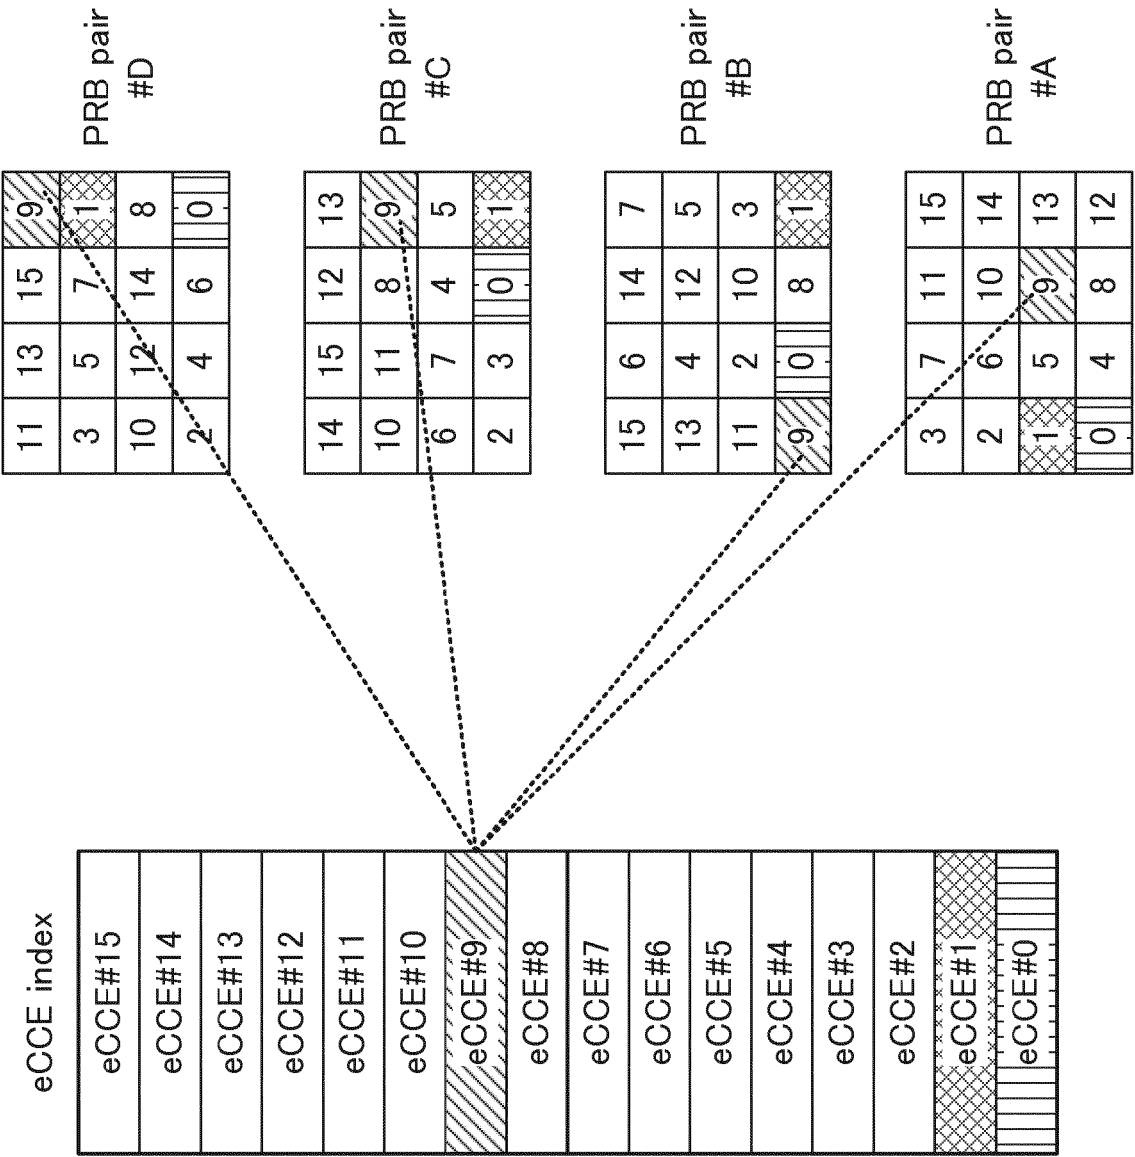 eCCE index
eCCE#15
eCCE#14
eCCE#13
eCCE#12
eCCE#11
eCCE#10
eCCE#9
eCCE#8
eCCE#7
eCCE#6
eCCE#5
eCCE#4
eCCE#3
eCCE#2
eCCE#1
eCCE#0
11 13 15 9
3 5 7 1
10 12 14 8
2 4 6 0
PRB pair
#D
14 15 12 13
10 11 8 9
6 7 4 5
2 3 0 1
PRB pair
#C
15 6 14 7
13 4 12 5
11 2 10 3
9 0 8 1
PRB pair
#B
3 7 11 15
2 6 10 14
1 5 9 13
0 4 8 12
PRB pair
#A